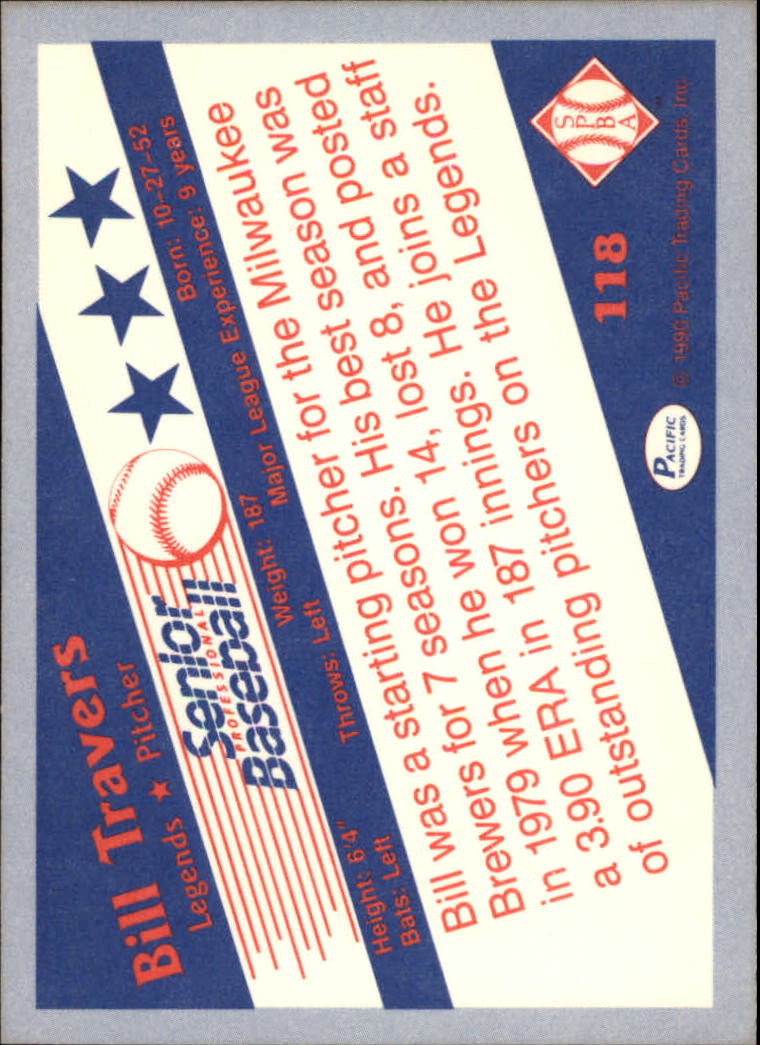 Bill Travers
Legends ★ Pitcher
Senior
PROFESSIONAL
Baseball
Height: 6'4" Weight: 187 Born: 10-27-52
Bats: Left Throws: Left Major League Experience: 9 years
Bill was a starting pitcher for the Milwaukee
Brewers for 7 seasons. His best season was
in 1979 when he won 14, lost 8, and posted
a 3.90 ERA in 187 innings. He joins a staff
of outstanding pitchers on the Legends.
118
SPBA
PACIFIC
TRADING CARDS
© 1990 Pacific Trading Cards, Inc.